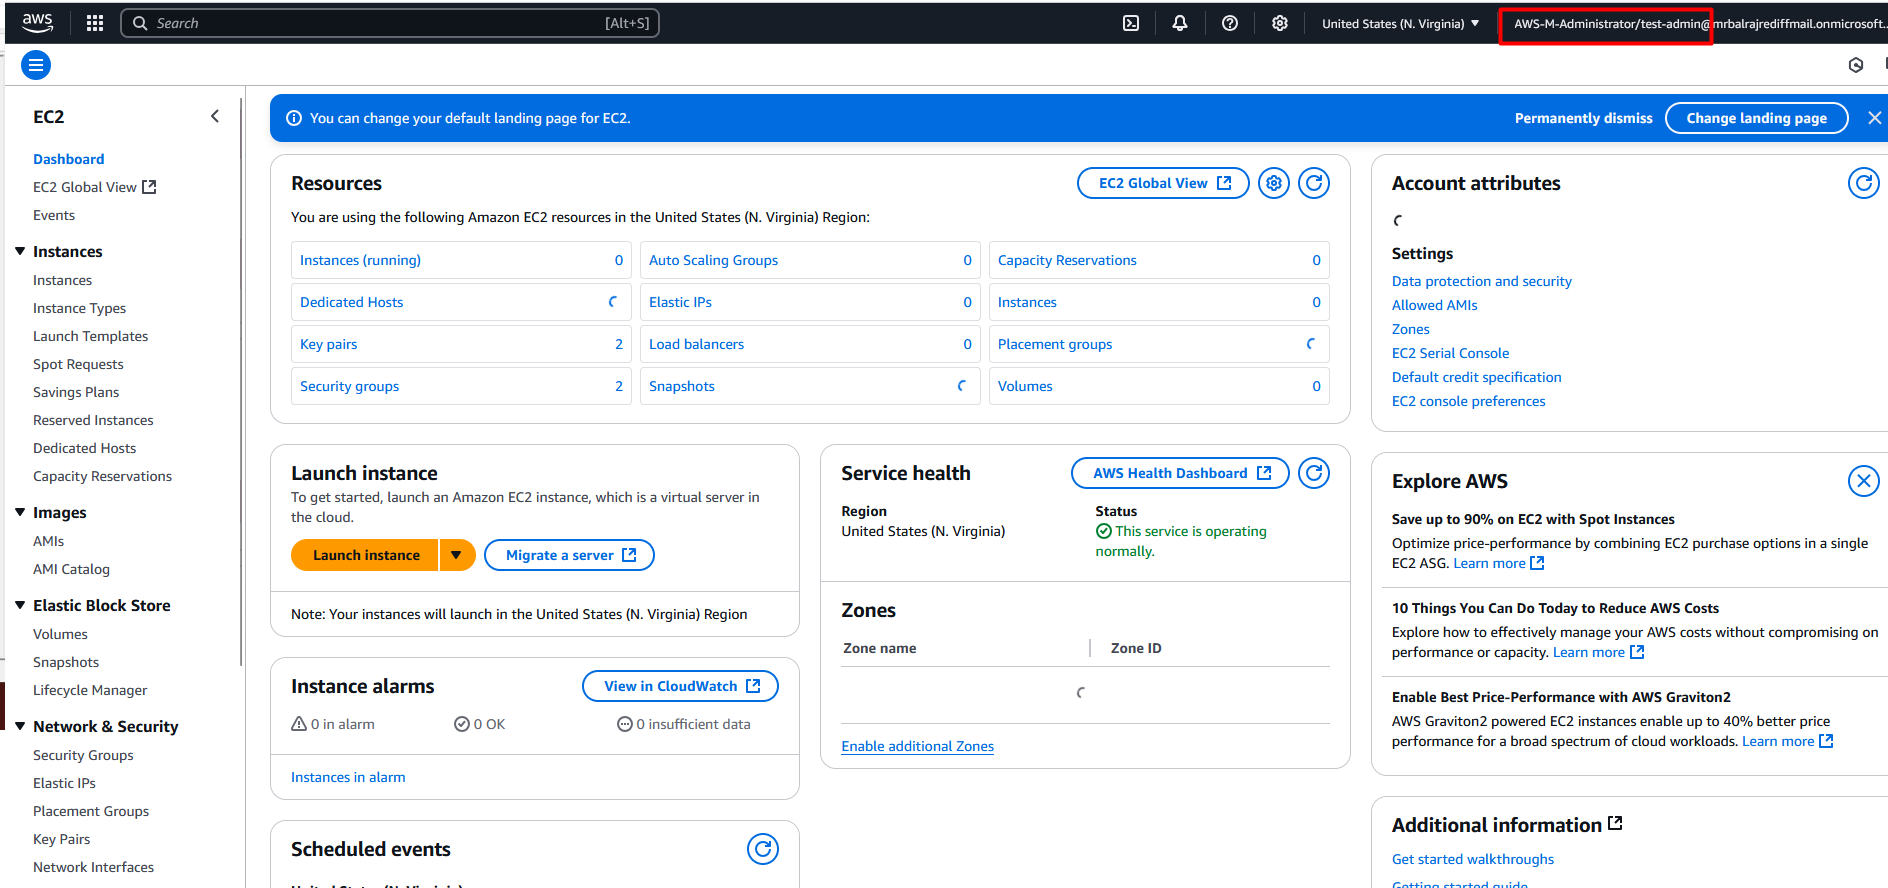 aws
Search
[Alt+S]
United States (N. Virginia)
AWS-M-Administrator/test-admin@mrbalrajrediffmail.onmicrosoft...
EC2
Dashboard
EC2 Global View
Events
Instances
Instances
Instance Types
Launch Templates
Spot Requests
Savings Plans
Reserved Instances
Dedicated Hosts
Capacity Reservations
Images
AMIs
AMI Catalog
Elastic Block Store
Volumes
Snapshots
Lifecycle Manager
Network & Security
Security Groups
Elastic IPs
Placement Groups
Key Pairs
Network Interfaces
You can change your default landing page for EC2.
Permanently dismiss
Change landing page
Resources
EC2 Global View
You are using the following Amazon EC2 resources in the United States (N. Virginia) Region:
Instances (running) 0
Auto Scaling Groups 0
Capacity Reservations 0
Dedicated Hosts
Elastic IPs 0
Instances 0
Key pairs 2
Load balancers 0
Placement groups
Security groups 2
Snapshots
Volumes 0
Launch instance
To get started, launch an Amazon EC2 instance, which is a virtual server in
the cloud.
Launch instance
Migrate a server
Note: Your instances will launch in the United States (N. Virginia) Region
Instance alarms
View in CloudWatch
0 in alarm
0 OK
0 insufficient data
Instances in alarm
Scheduled events
United States (N. Virginia)
Service health
AWS Health Dashboard
Region
United States (N. Virginia)
Status
This service is operating
normally.
Zones
Zone name
Zone ID
Enable additional Zones
Account attributes
Settings
Data protection and security
Allowed AMIs
Zones
EC2 Serial Console
Default credit specification
EC2 console preferences
Explore AWS
Save up to 90% on EC2 with Spot Instances
Optimize price-performance by combining EC2 purchase options in a single
EC2 ASG. Learn more
10 Things You Can Do Today to Reduce AWS Costs
Explore how to effectively manage your AWS costs without compromising on
performance or capacity. Learn more
Enable Best Price-Performance with AWS Graviton2
AWS Graviton2 powered EC2 instances enable up to 40% better price
performance for a broad spectrum of cloud workloads. Learn more
Additional information
Get started walkthroughs
Getting started guide